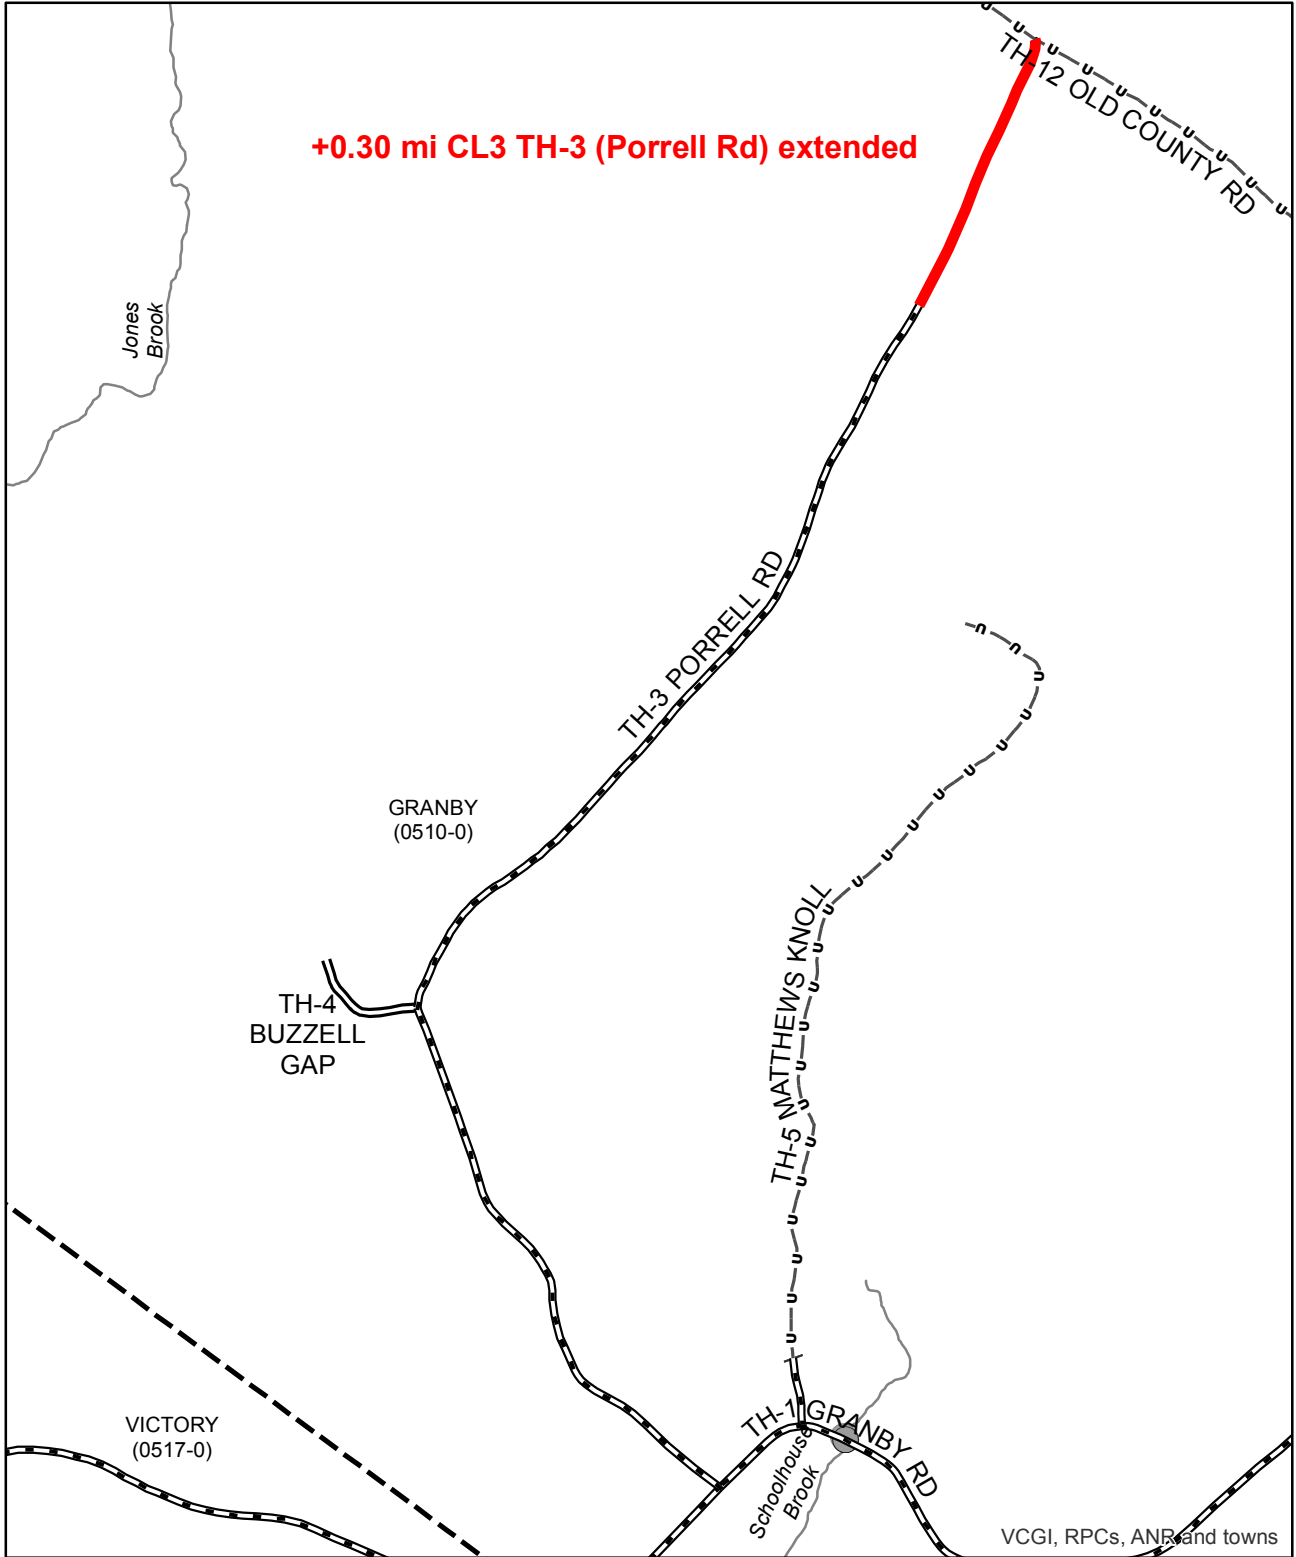 TH-12 OLD COUNTY RD
+0.30 mi CL3 TH-3 (Porrell Rd) extended
Jones
Brook
TH-3 PORRELL RD
GRANBY
(0510-0)
TH-4
BUZZELL
GAP
TH-5 MATTHEWS KNOLL
TH-1 GRANBY RD
VICTORY
(0517-0)
Schoolhouse
Brook
VCGI, RPCs, ANR and towns